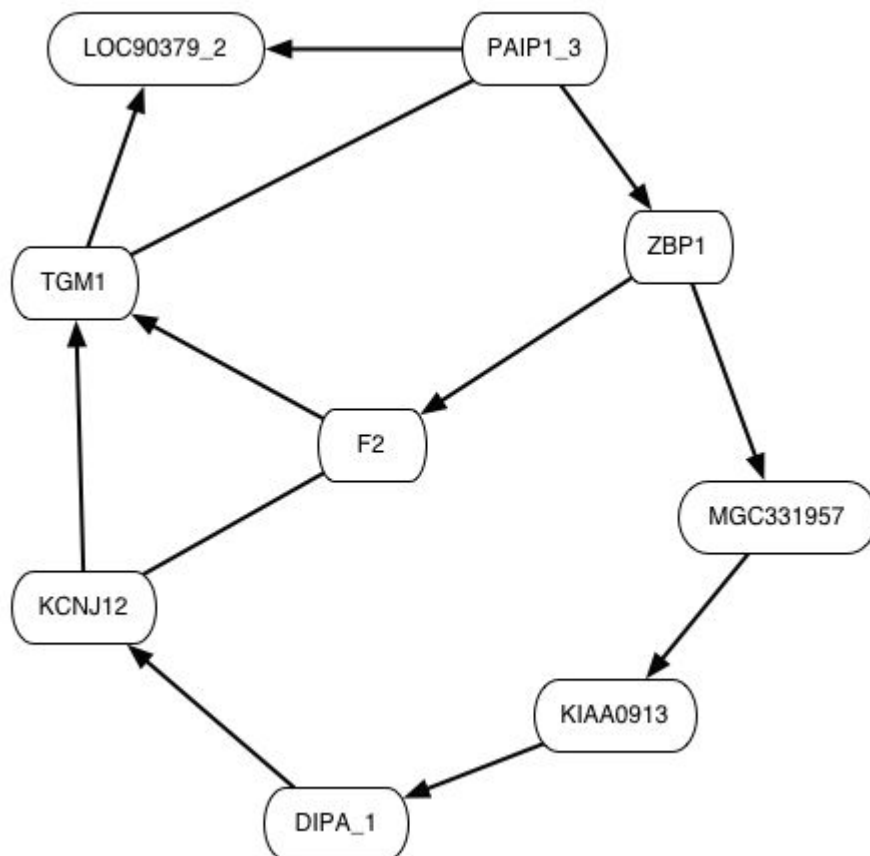 LOC90379_2
PAIP1_3
ZBP1
TGM1
F2
MGC331957
KCNJ12
KIAA0913
DIPA_1